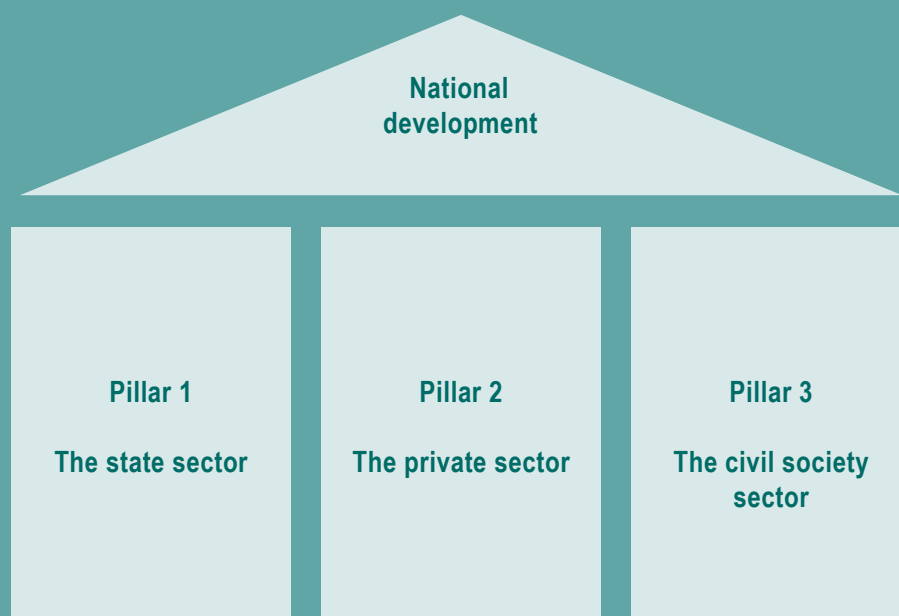 National
development
Pillar 1
The state sector
Pillar 2
The private sector
Pillar 3
The civil society
sector